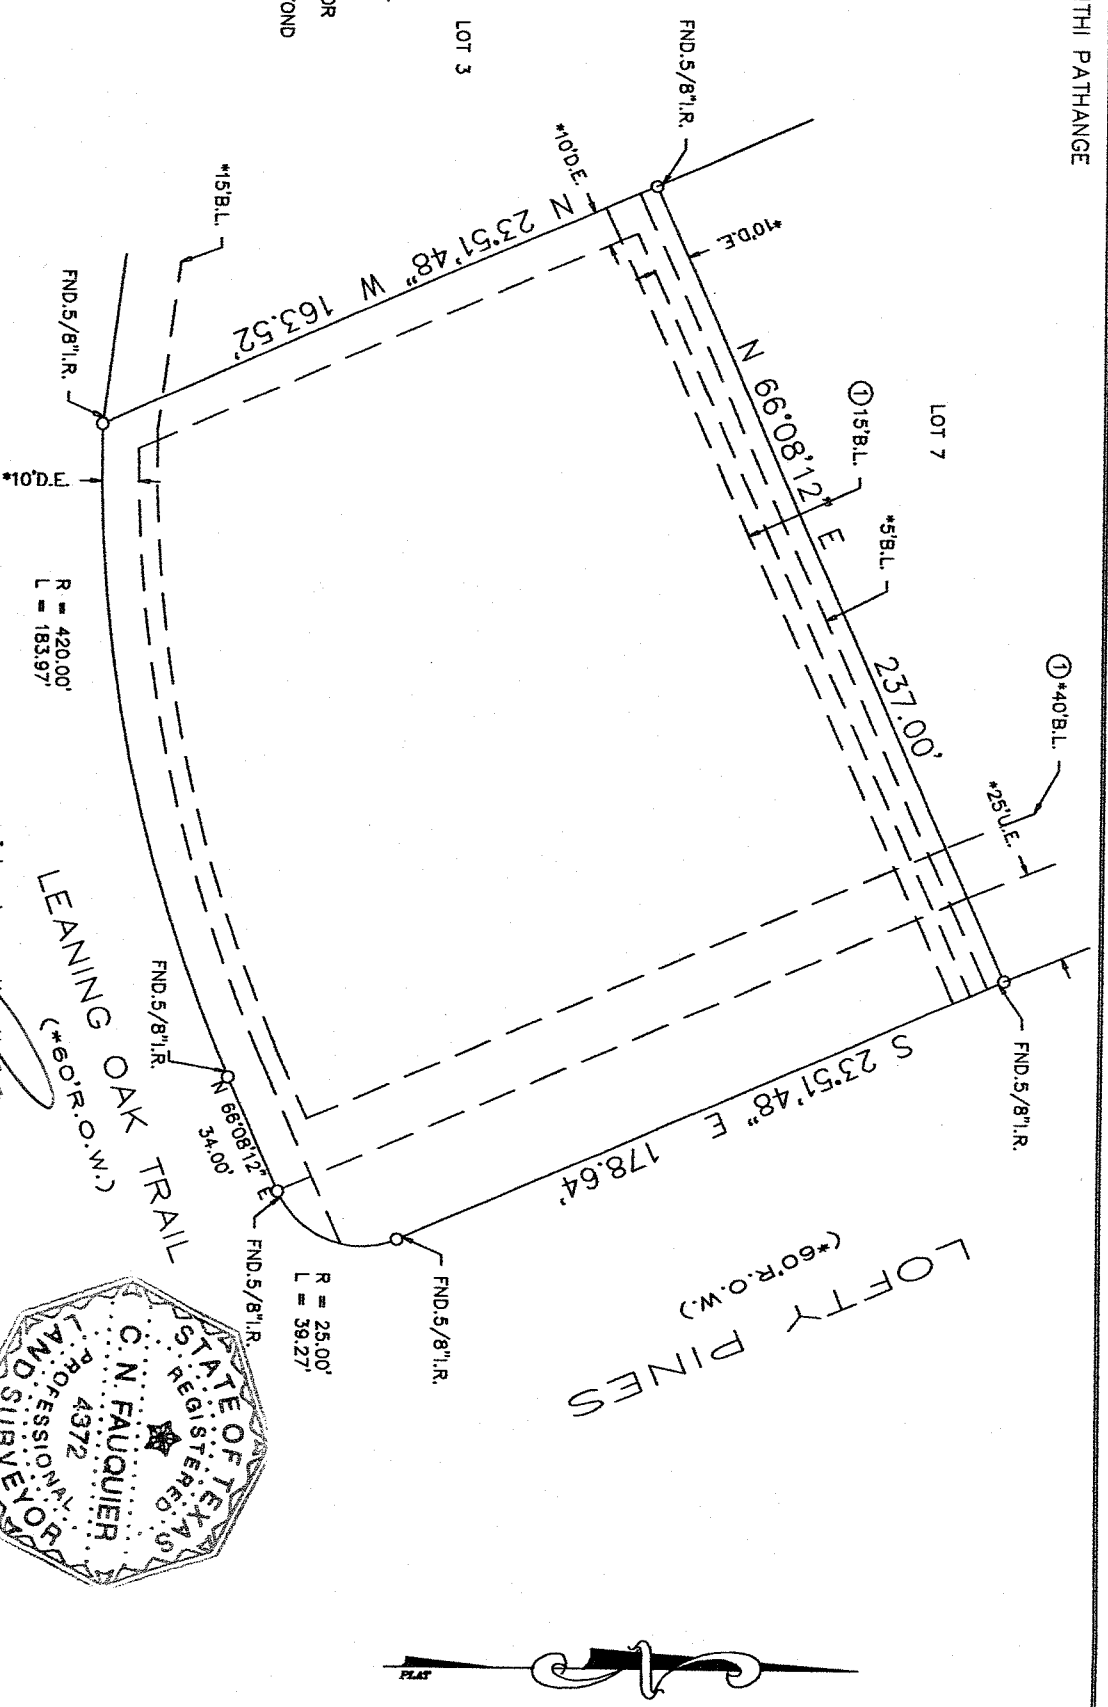 THI PATHANGE
OR
YOND
LOT 3
FND.5/8"I.R.
*10'D.E.
*10'D.E.
N 66°08'12" E 237.00'
LOT 7
①15'B.L.
*5'B.L.
①*40'B.L.
*25'U.E.
FND.5/8"I.R.
N 23°51'48" W 163.52'
*15'B.L.
FND.5/8"I.R.
*10'D.E.
R = 420.00'
L = 183.97'
S 23°51'48" E 178.64'
LOFTY PINES
(*60'R.O.W.)
LEANING OAK TRAIL
(*60'R.O.W.)
FND.5/8"I.R.
N 66°08'12" E
34.00'
FND.5/8"I.R.
R = 25.00'
L = 39.27'
FND.5/8"I.R.
STATE OF TEXAS
REGISTERED
C. N. FAUQUIER
4372
PROFESSIONAL
LAND SURVEYOR
PLAT